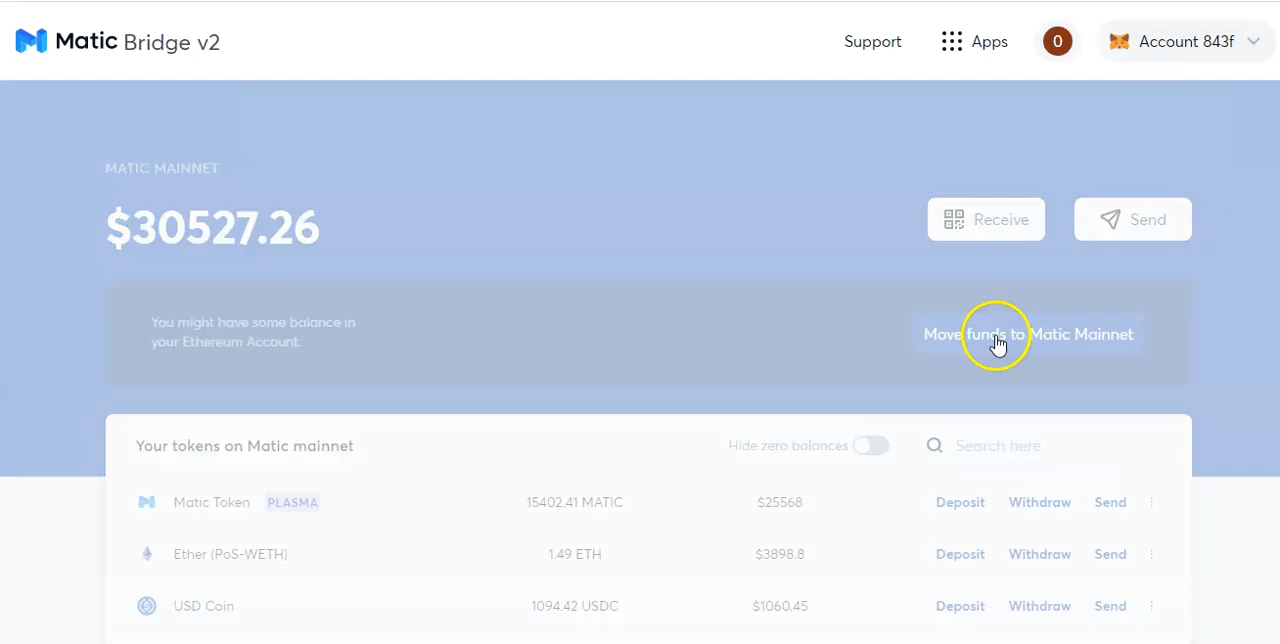 Matic Bridge v2
Support
Apps
0
Account 843f
MATIC MAINNET
$30527.26
Receive
Send
You might have some balance in
your Ethereum Account.
Move funds to Matic Mainnet
Your tokens on Matic mainnet
Hide zero balances
Search here
Matic Token PLASMA 15402.41 MATIC $25568 Deposit Withdraw Send
Ether (PoS-WETH) 1.49 ETH $3898.8 Deposit Withdraw Send
USD Coin 1094.42 USDC $1060.45 Deposit Withdraw Send